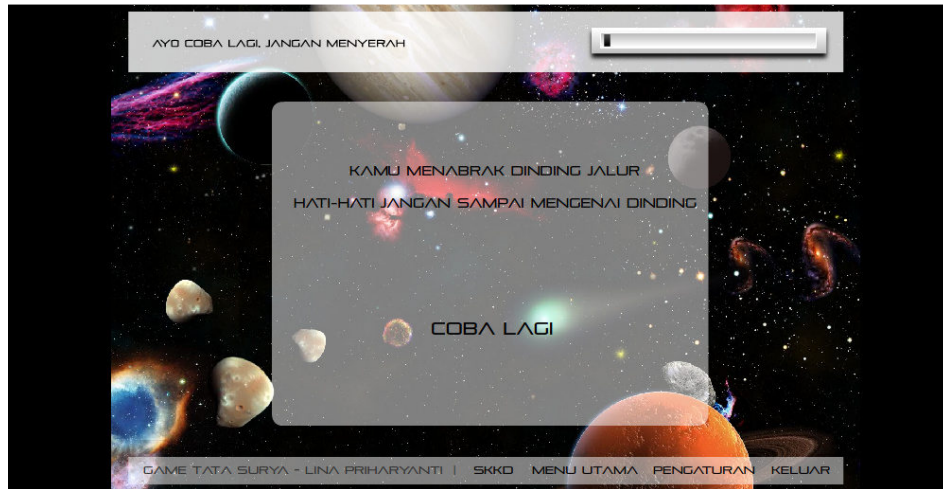 AYO COBA LAGI, JANGAN MENYERAH
KAMU MENABRAK DINDING JALUR
HATI-HATI JANGAN SAMPAI MENGENAI DINDING
COBA LAGI
GAME TATA SURYA - LINA PRIHARYANTI | SKKD MENU UTAMA PENGATURAN KELUAR